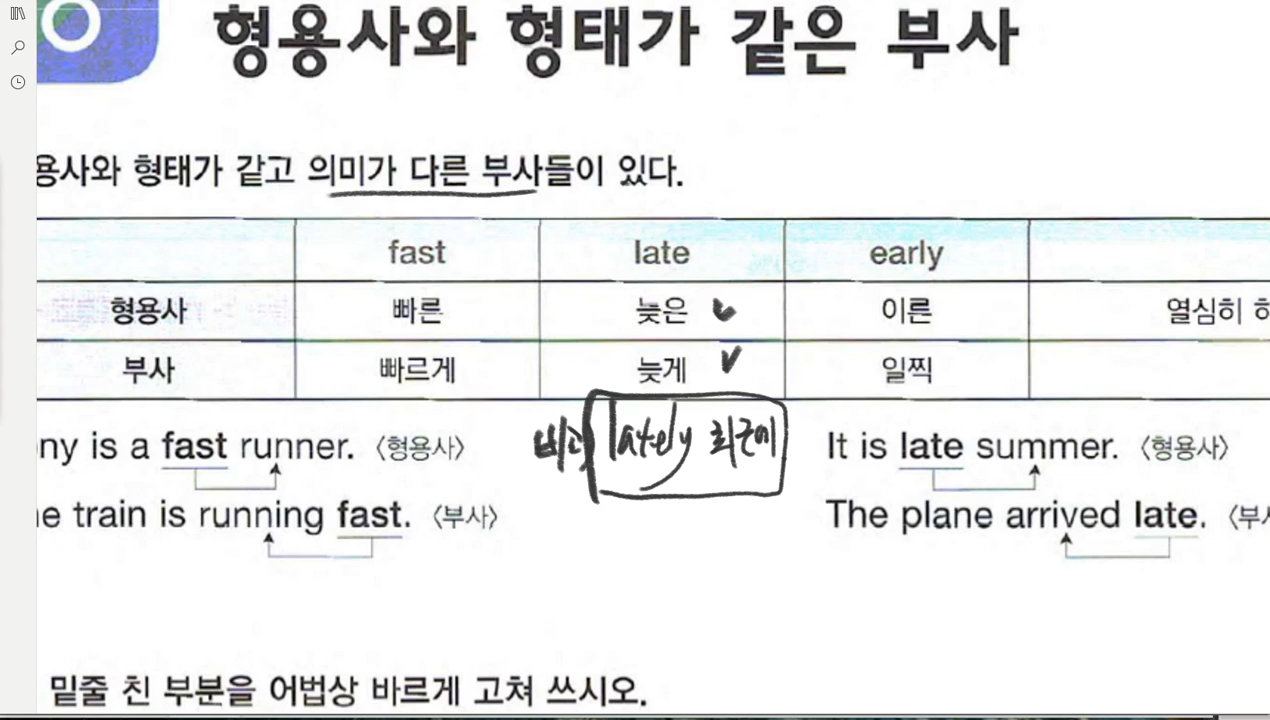 형용사와 형태가 같은 부사
용사와 형태가 같고 의미가 다른 부사들이 있다.
fast late early
형용사 빠른 늦은 이른 열심히 하
부사 빠르게 늦게 일찍
ny is a fast runner. 〈형용사〉
비교 lately 최근에
It is late summer. 〈형용사〉
e train is running fast. 〈부사〉
The plane arrived late. 〈부사
밑줄 친 부분을 어법상 바르게 고쳐 쓰시오.